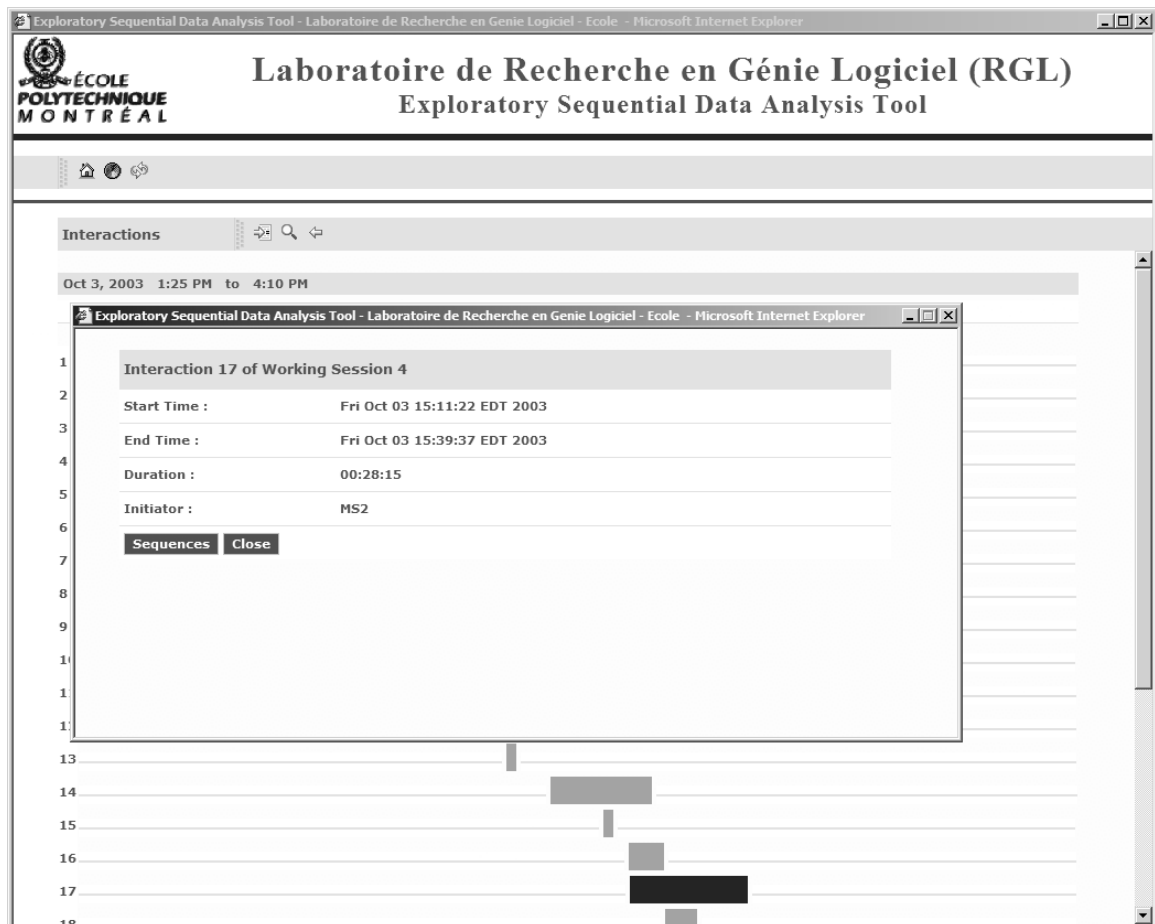 Exploratory Sequential Data Analysis Tool - Laboratoire de Recherche en Genie Logiciel - Ecole - Microsoft Internet Explorer
ÉCOLE
POLYTECHNIQUE
MONTRÉAL
Laboratoire de Recherche en Génie Logiciel (RGL)
Exploratory Sequential Data Analysis Tool
Interactions
Oct 3, 2003 1:25 PM to 4:10 PM
Exploratory Sequential Data Analysis Tool - Laboratoire de Recherche en Genie Logiciel - Ecole - Microsoft Internet Explorer
Interaction 17 of Working Session 4
Start Time : Fri Oct 03 15:11:22 EDT 2003
End Time : Fri Oct 03 15:39:37 EDT 2003
Duration : 00:28:15
Initiator : MS2
Sequences Close
1
2
3
4
5
6
7
8
9
13
14
15
16
17
18